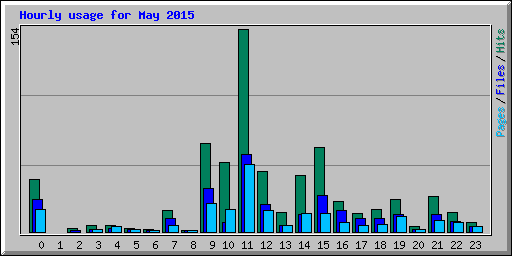 Hourly usage for May 2015
154
Pages / Files / Hits
0 1 2 3 4 5 6 7 8 9 10 11 12 13 14 15 16 17 18 19 20 21 22 23